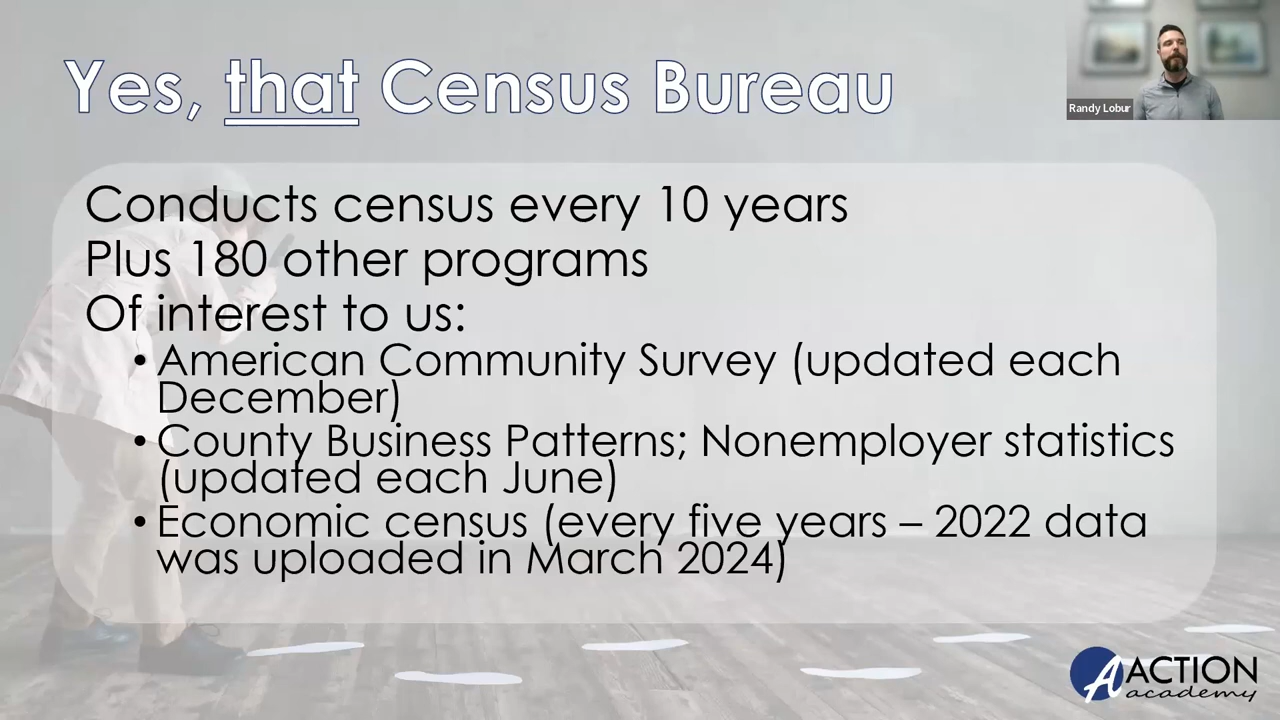 Yes, that Census Bureau
Randy Lobur
Conducts census every 10 years
Plus 180 other programs
Of interest to us:
• American Community Survey (updated each
December)
• County Business Patterns; Nonemployer statistics
(updated each June)
• Economic census (every five years – 2022 data
was uploaded in March 2024)
A ACTION
academy